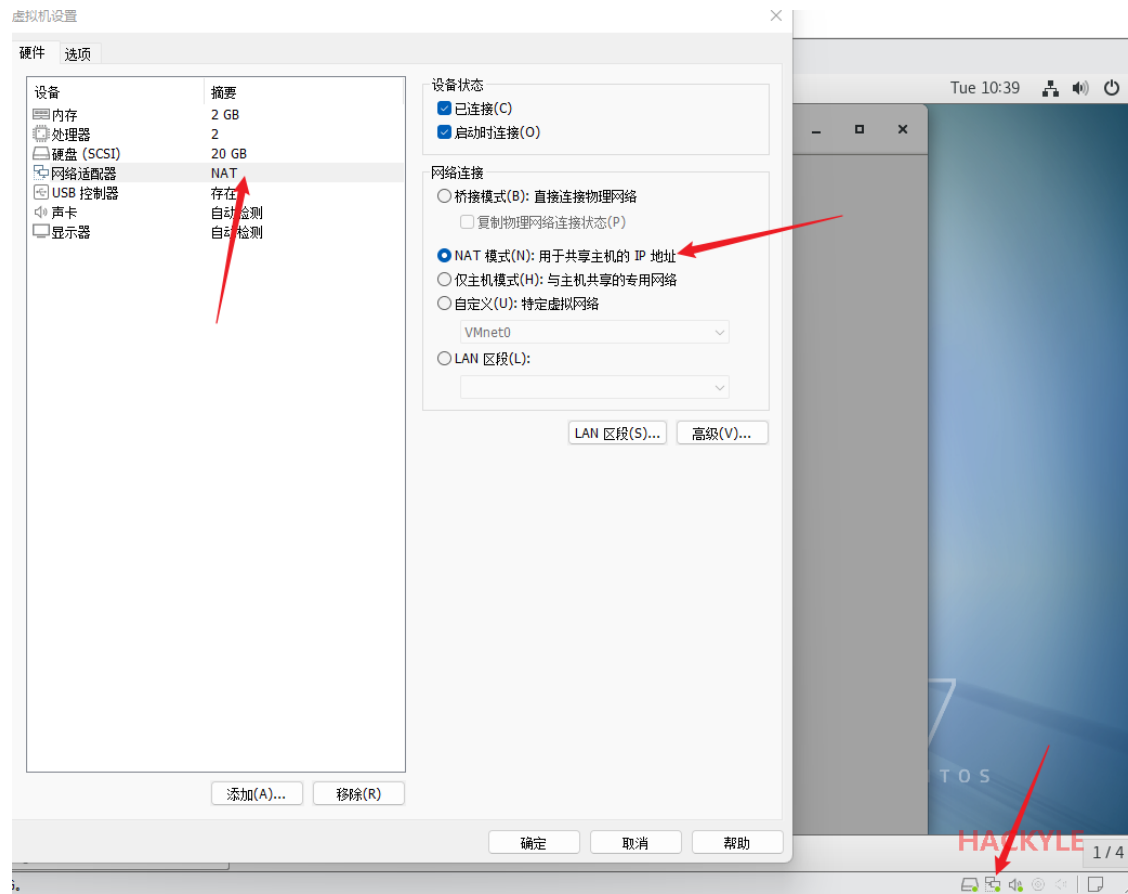 虚拟机设置
硬件 选项
设备 摘要
内存 2 GB
处理器 2
硬盘 (SCSI) 20 GB
网络适配器 NAT
USB 控制器 存在
声卡 自动检测
显示器 自动检测
添加(A)... 移除(R)
设备状态
已连接(C)
启动时连接(O)
网络连接
桥接模式(B): 直接连接物理网络
复制物理网络连接状态(P)
NAT 模式(N): 用于共享主机的 IP 地址
仅主机模式(H): 与主机共享的专用网络
自定义(U): 特定虚拟网络
VMnet0
LAN 区段(L):
LAN 区段(S)... 高级(V)...
确定 取消 帮助
Tue 10:39
7
TOS
HACKYLE
1/4